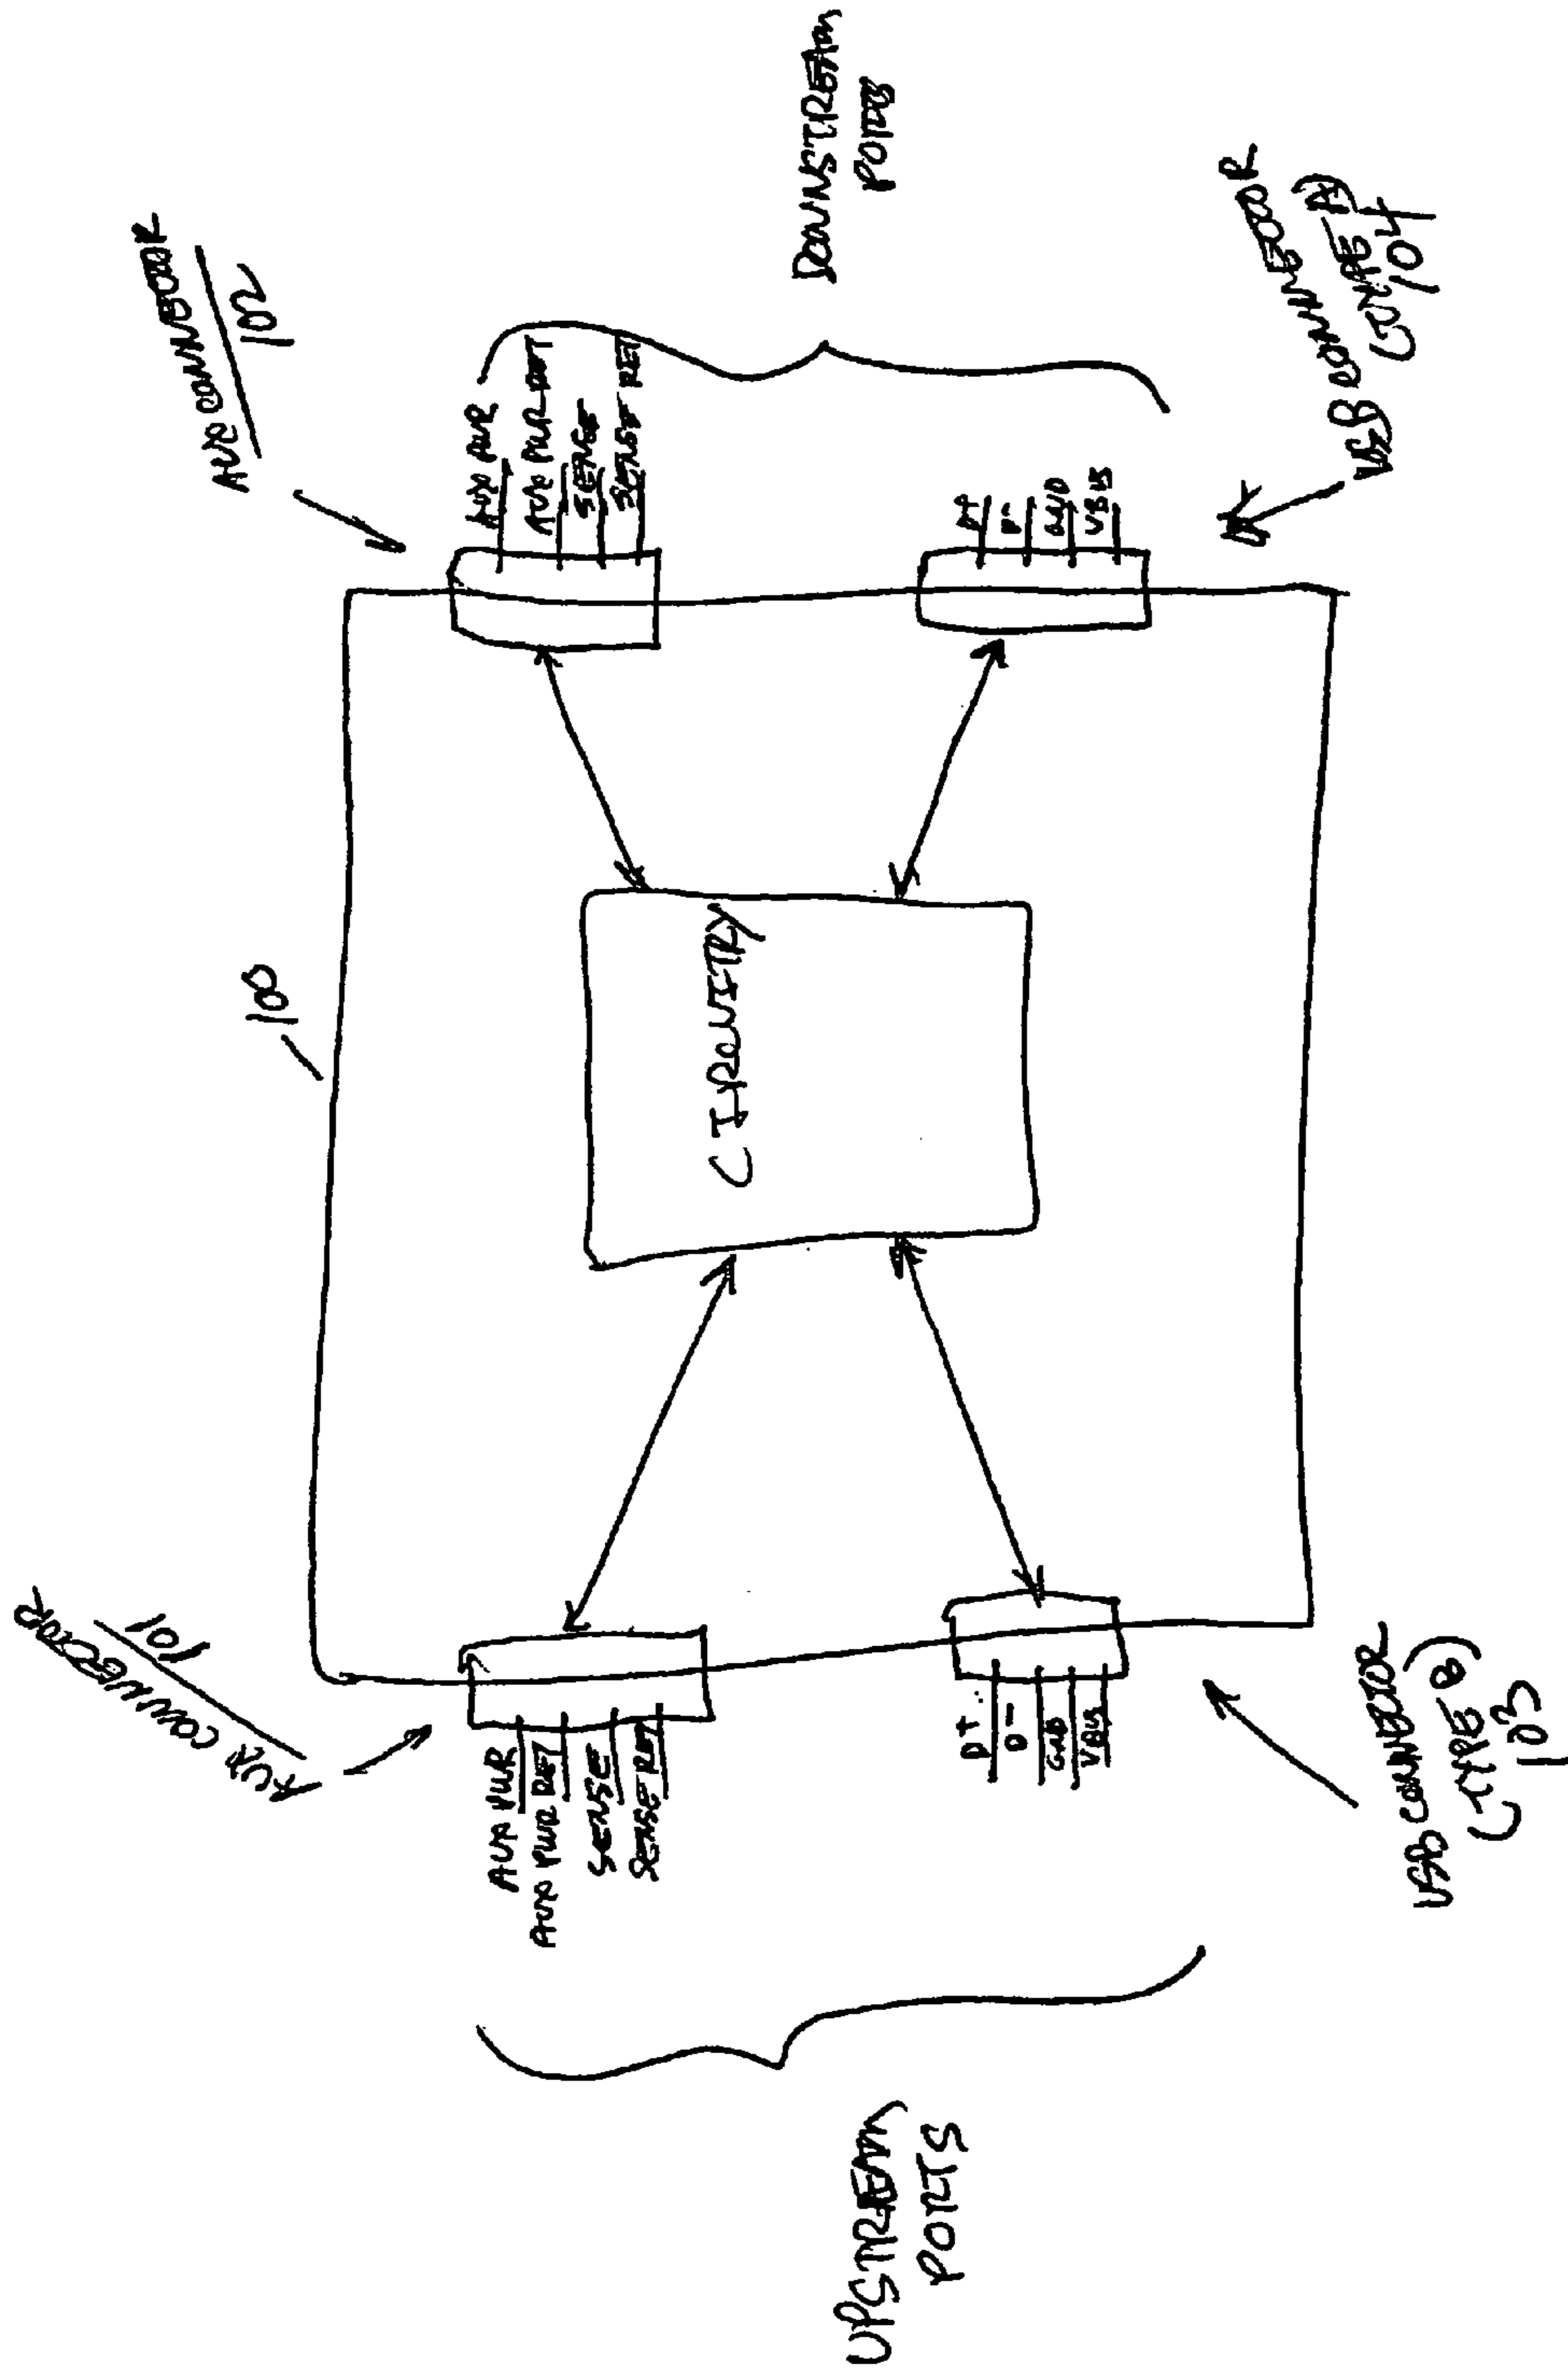 100
AUX CONNECTOR
101
AUX CONNECTOR
102
AUX PWR
AUX PWR RET
SENSE
SENSE RET
AUX PWR
AUX PWR RET
SENSE
SENSE RET
CIRCUITRY
UPSTREAM
PORTS
DOWNSTREAM
PORTS
D+
D-
GND
VBUS
D+
D-
GND
VBUS
USB CONNECTOR
(TYPE B)
103
USB CONNECTOR
(TYPE A)
104